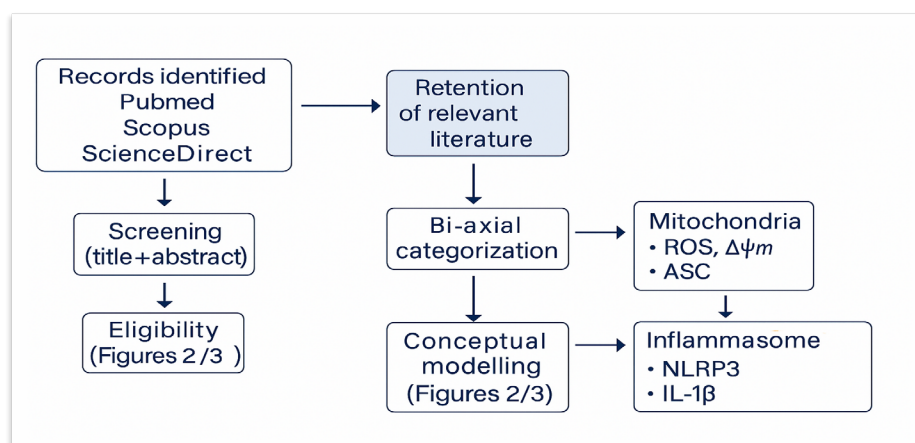 Records identified
Pubmed
Scopus
ScienceDirect
Screening
(title+abstract)
Eligibility
(Figures 2/3 )
Retention
of relevant
literature
Bi-axial
categorization
Conceptual
modelling
(Figures 2/3)
Mitochondria
• ROS, Δψm
• ASC
Inflammasome
• NLRP3
• IL-1β